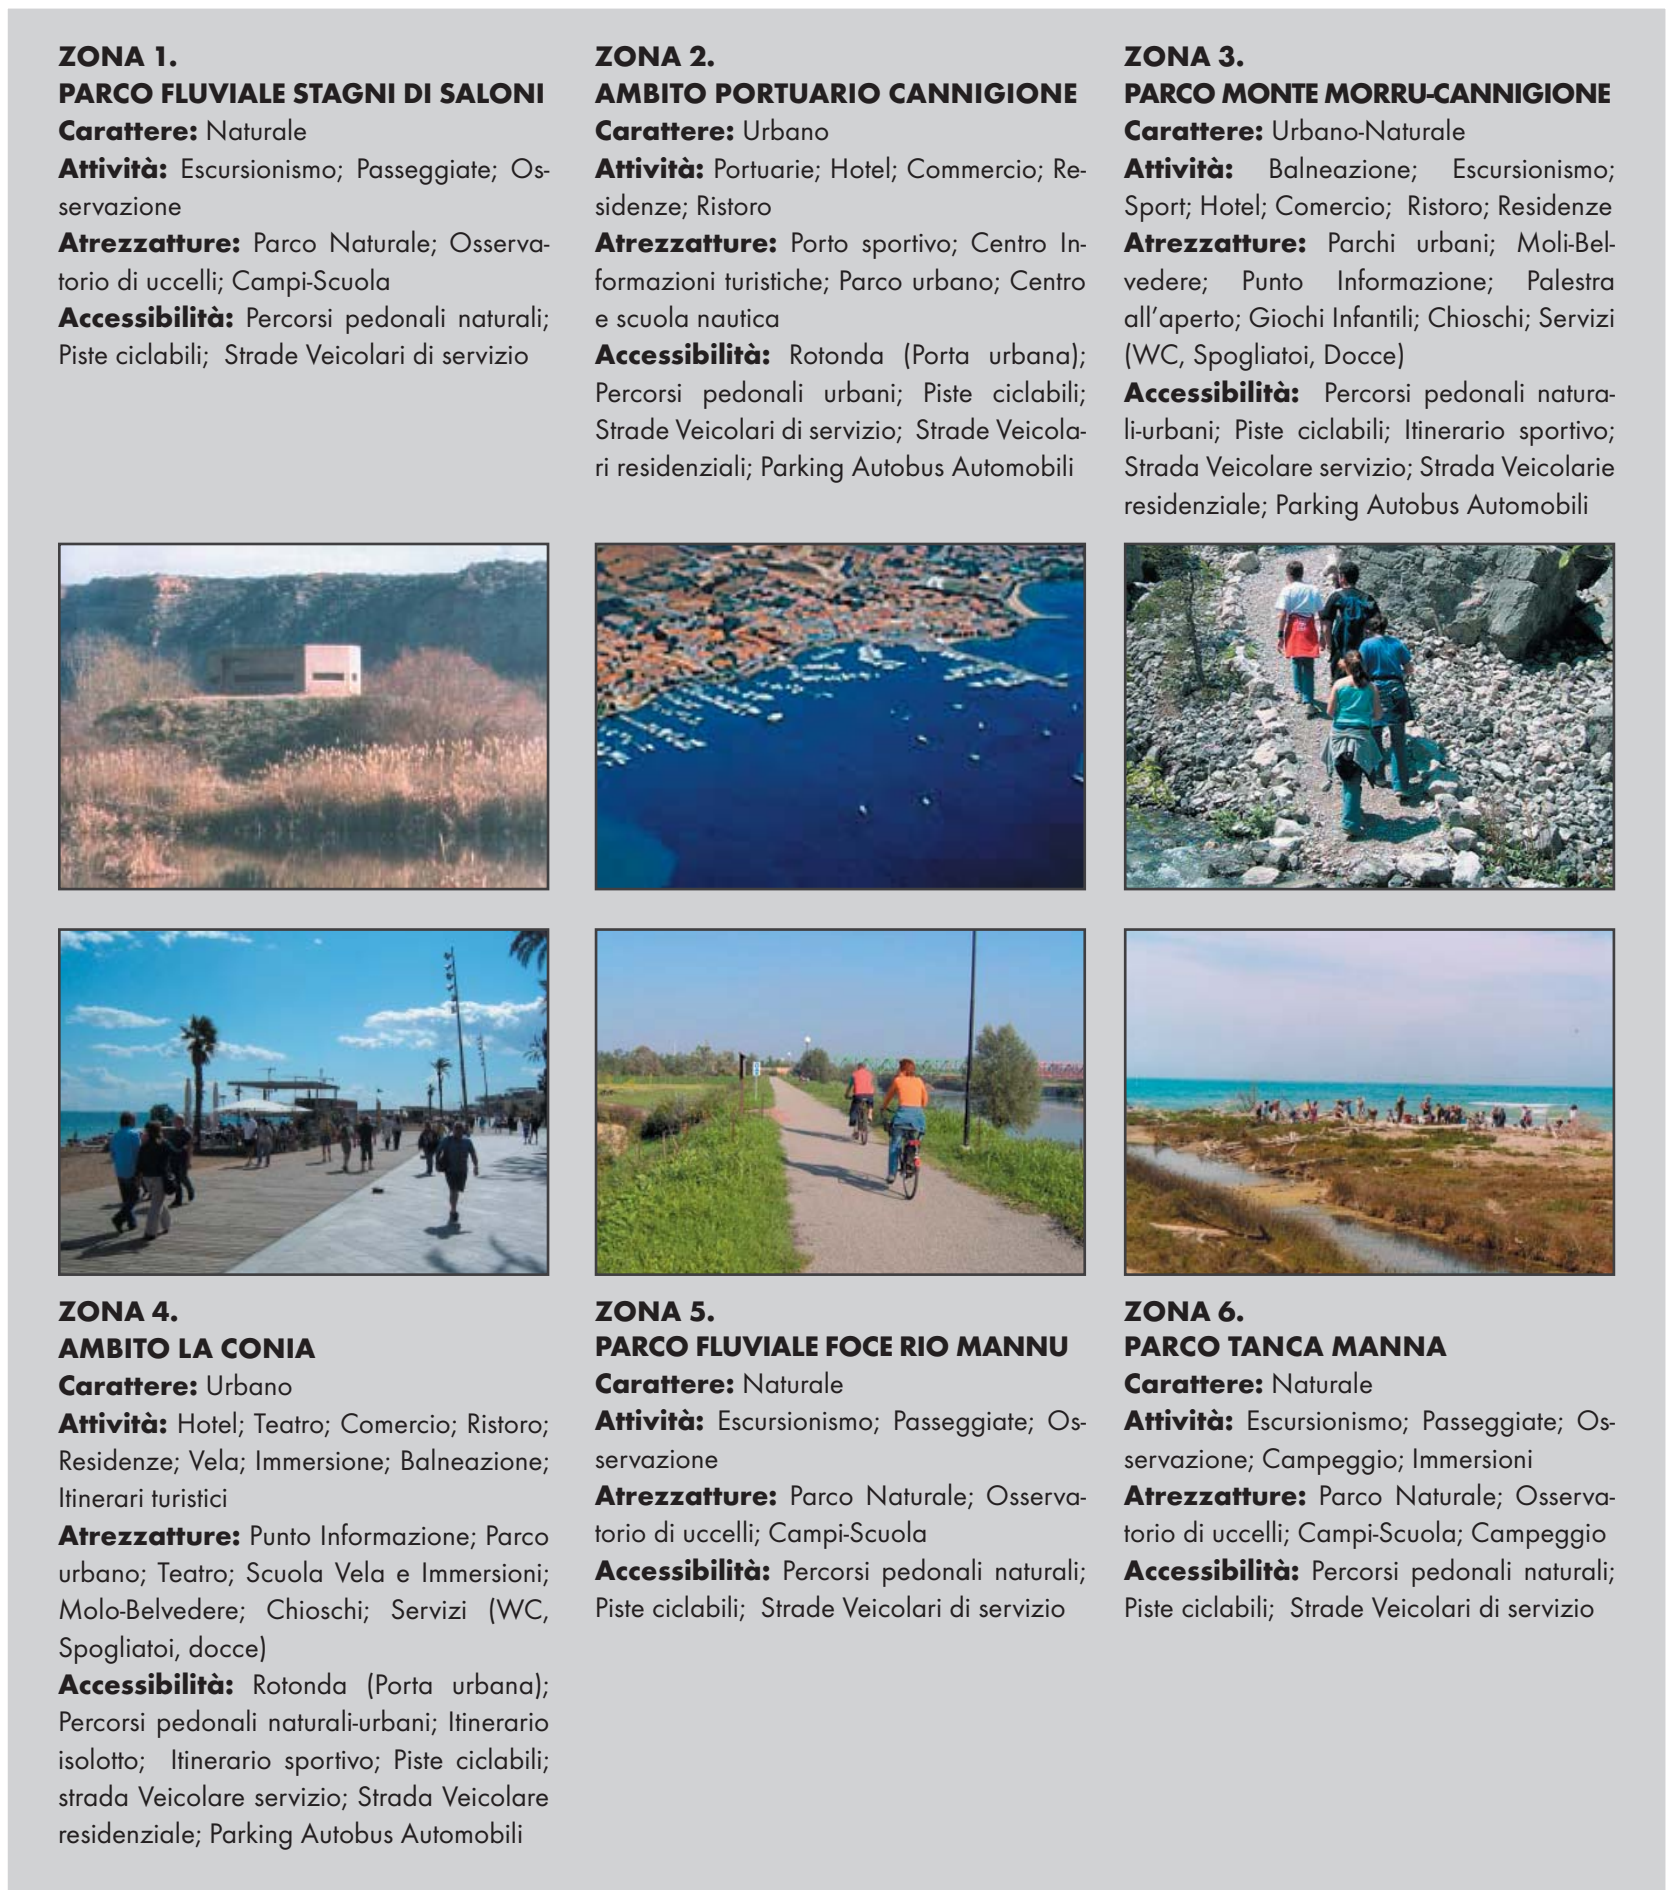 ZONA 1.
PARCO FLUVIALE STAGNI DI SALONI
Carattere: Naturale
Attività: Escursionismo; Passeggiate; Os-
servazione
Atrezzatture: Parco Naturale; Osserva-
torio di uccelli; Campi-Scuola
Accessibilità: Percorsi pedonali naturali;
Piste ciclabili; Strade Veicolari di servizio
ZONA 2.
AMBITO PORTUARIO CANNIGIONE
Carattere: Urbano
Attività: Portuarie; Hotel; Commercio; Re-
sidenze; Ristoro
Atrezzatture: Porto sportivo; Centro In-
formazioni turistiche; Parco urbano; Centro
e scuola nautica
Accessibilità: Rotonda (Porta urbana);
Percorsi pedonali urbani; Piste ciclabili;
Strade Veicolari di servizio; Strade Veicola-
ri residenziali; Parking Autobus Automobili
ZONA 3.
PARCO MONTE MORRU-CANNIGIONE
Carattere: Urbano-Naturale
Attività: Balneazione; Escursionismo;
Sport; Hotel; Comercio; Ristoro; Residenze
Atrezzatture: Parchi urbani; Moli-Bel-
vedere; Punto Informazione; Palestra
all'aperto; Giochi Infantili; Chioschi; Servizi
(WC, Spogliatoi, Docce)
Accessibilità: Percorsi pedonali natura-
li-urbani; Piste ciclabili; Itinerario sportivo;
Strada Veicolare servizio; Strada Veicolarie
residenziale; Parking Autobus Automobili
ZONA 4.
AMBITO LA CONIA
Carattere: Urbano
Attività: Hotel; Teatro; Comercio; Ristoro;
Residenze; Vela; Immersione; Balneazione;
Itinerari turistici
Atrezzatture: Punto Informazione; Parco
urbano; Teatro; Scuola Vela e Immersioni;
Molo-Belvedere; Chioschi; Servizi (WC,
Spogliatoi, docce)
Accessibilità: Rotonda (Porta urbana);
Percorsi pedonali naturali-urbani; Itinerario
isolotto; Itinerario sportivo; Piste ciclabili;
strada Veicolare servizio; Strada Veicolare
residenziale; Parking Autobus Automobili
ZONA 5.
PARCO FLUVIALE FOCE RIO MANNU
Carattere: Naturale
Attività: Escursionismo; Passeggiate; Os-
servazione
Atrezzatture: Parco Naturale; Osserva-
torio di uccelli; Campi-Scuola
Accessibilità: Percorsi pedonali naturali;
Piste ciclabili; Strade Veicolari di servizio
ZONA 6.
PARCO TANCA MANNA
Carattere: Naturale
Attività: Escursionismo; Passeggiate; Os-
servazione; Campeggio; Immersioni
Atrezzatture: Parco Naturale; Osserva-
torio di uccelli; Campi-Scuola; Campeggio
Accessibilità: Percorsi pedonali naturali;
Piste ciclabili; Strade Veicolari di servizio